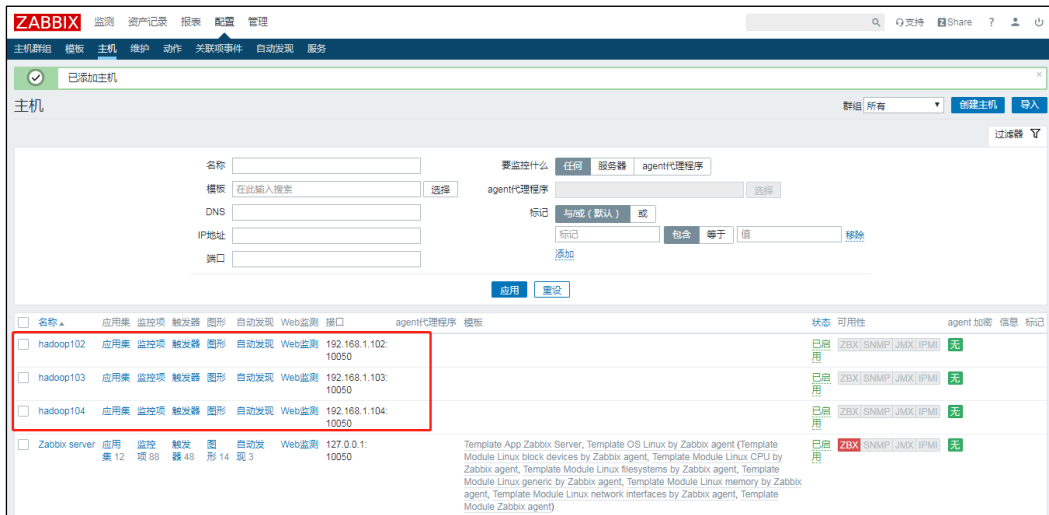 ZABBIX 监测 资产记录 报表 配置 管理 支持 Z Share ?
主机群组 模板 主机 维护 动作 关联项事件 自动发现 服务
已添加主机
主机 群组 所有 创建主机 导入
过滤器
名称 要监控什么 任何 服务器 agent代理程序
模板 在此输入搜索 选择 agent代理程序 选择
DNS 标记 与/或（默认） 或
IP地址 标记 包含 等于 值 移除
端口 添加
应用 重设
名称 应用集 监控项 触发器 图形 自动发现 Web监测 接口 agent代理程序 模板 状态 可用性 agent 加密 信息 标记
hadoop102 应用集 监控项 触发器 图形 自动发现 Web监测 192.168.1.102: 已启 ZBX SNMP JMX IPMI 无
10050 用
hadoop103 应用集 监控项 触发器 图形 自动发现 Web监测 192.168.1.103: 已启 ZBX SNMP JMX IPMI 无
10050 用
hadoop104 应用集 监控项 触发器 图形 自动发现 Web监测 192.168.1.104: 已启 ZBX SNMP JMX IPMI 无
10050 用
Zabbix server 应用 监控 触发 图 自动发 Web监测 127.0.0.1: Template App Zabbix Server, Template OS Linux by Zabbix agent (Template 已启 ZBX SNMP JMX IPMI 无
集 12 项 88 器 48 形 14 现 3 10050 Module Linux block devices by Zabbix agent, Template Module Linux CPU by 用
Zabbix agent, Template Module Linux filesystems by Zabbix agent, Template
Module Linux generic by Zabbix agent, Template Module Linux memory by Zabbix
agent, Template Module Linux network interfaces by Zabbix agent, Template
Module Zabbix agent)